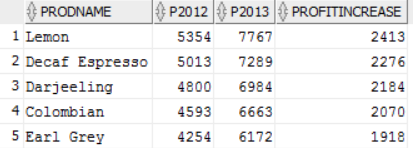 PRODNAME P2012 P2013 PROFITINCREASE
1 Lemon 5354 7767 2413
2 Decaf Espresso 5013 7289 2276
3 Darjeeling 4800 6984 2184
4 Colombian 4593 6663 2070
5 Earl Grey 4254 6172 1918